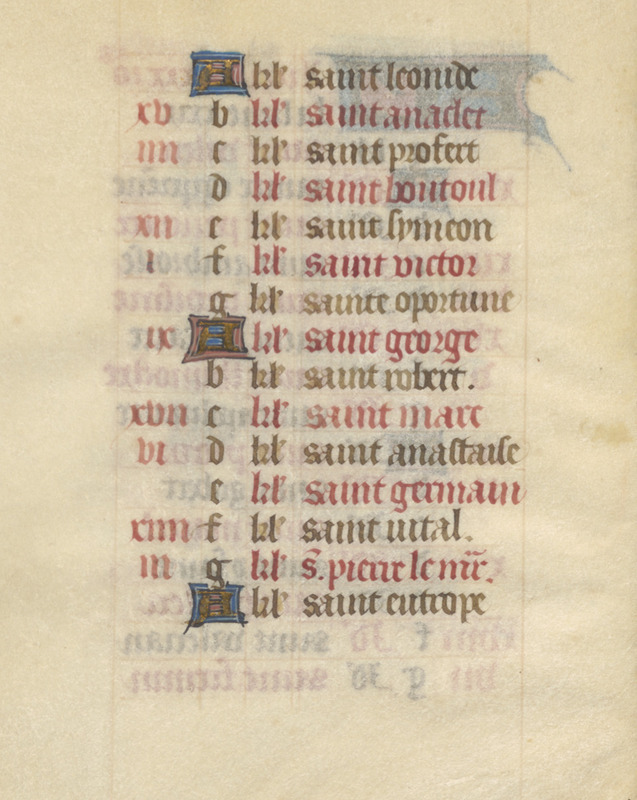 A kl' saint leonide
xv b kl' saint anaclet
iiii c kl' saint profect
d kl' saint boutoul
xii e kl' saint symeon
i f kl' saint victor
g kl' sainte oportune
ix A kl' saint george
b kl' saint robert.
xvii c kl' saint marc
vi d kl' saint anastaise
e kl' saint germain
xiiii f kl' saint vital.
iii g kl' S. pierre le mr̄.
A kl' saint eutrope